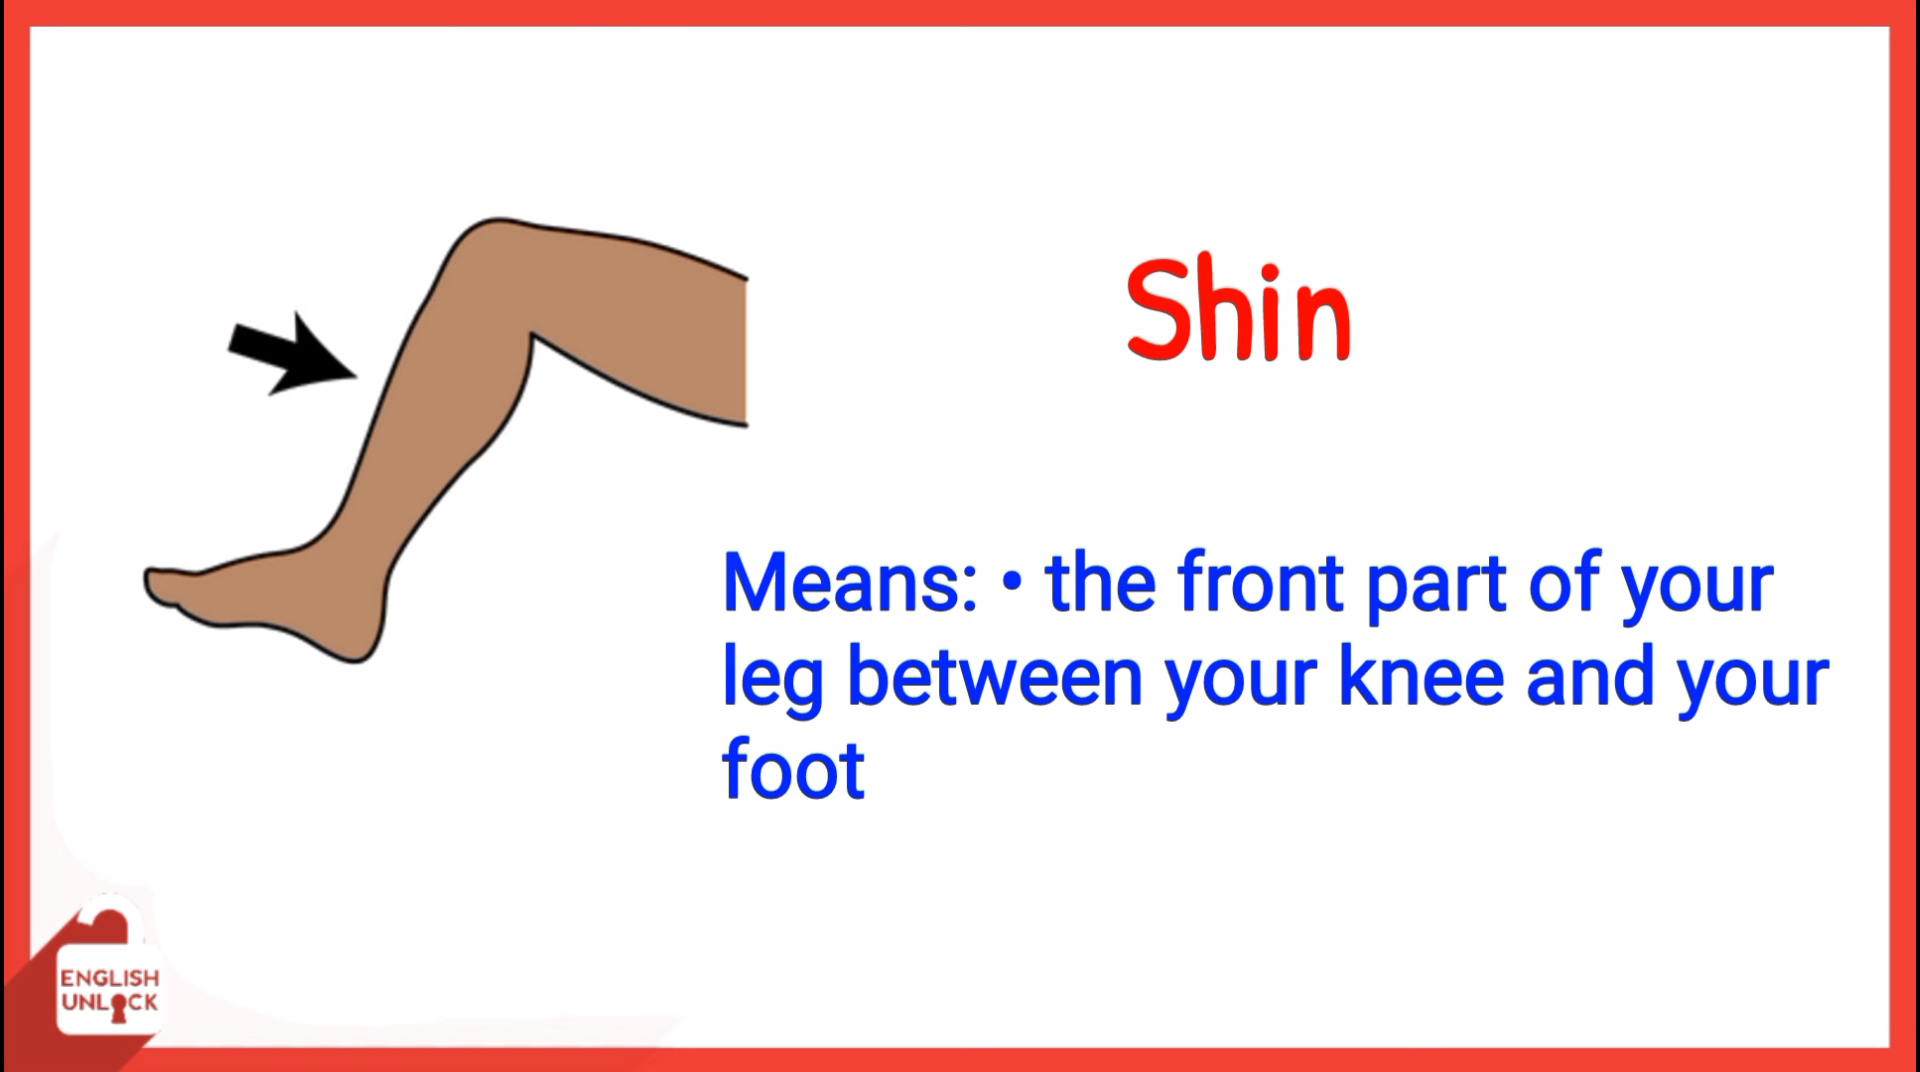 Shin
Means: • the front part of your
leg between your knee and your
foot
ENGLISH
UNLOCK